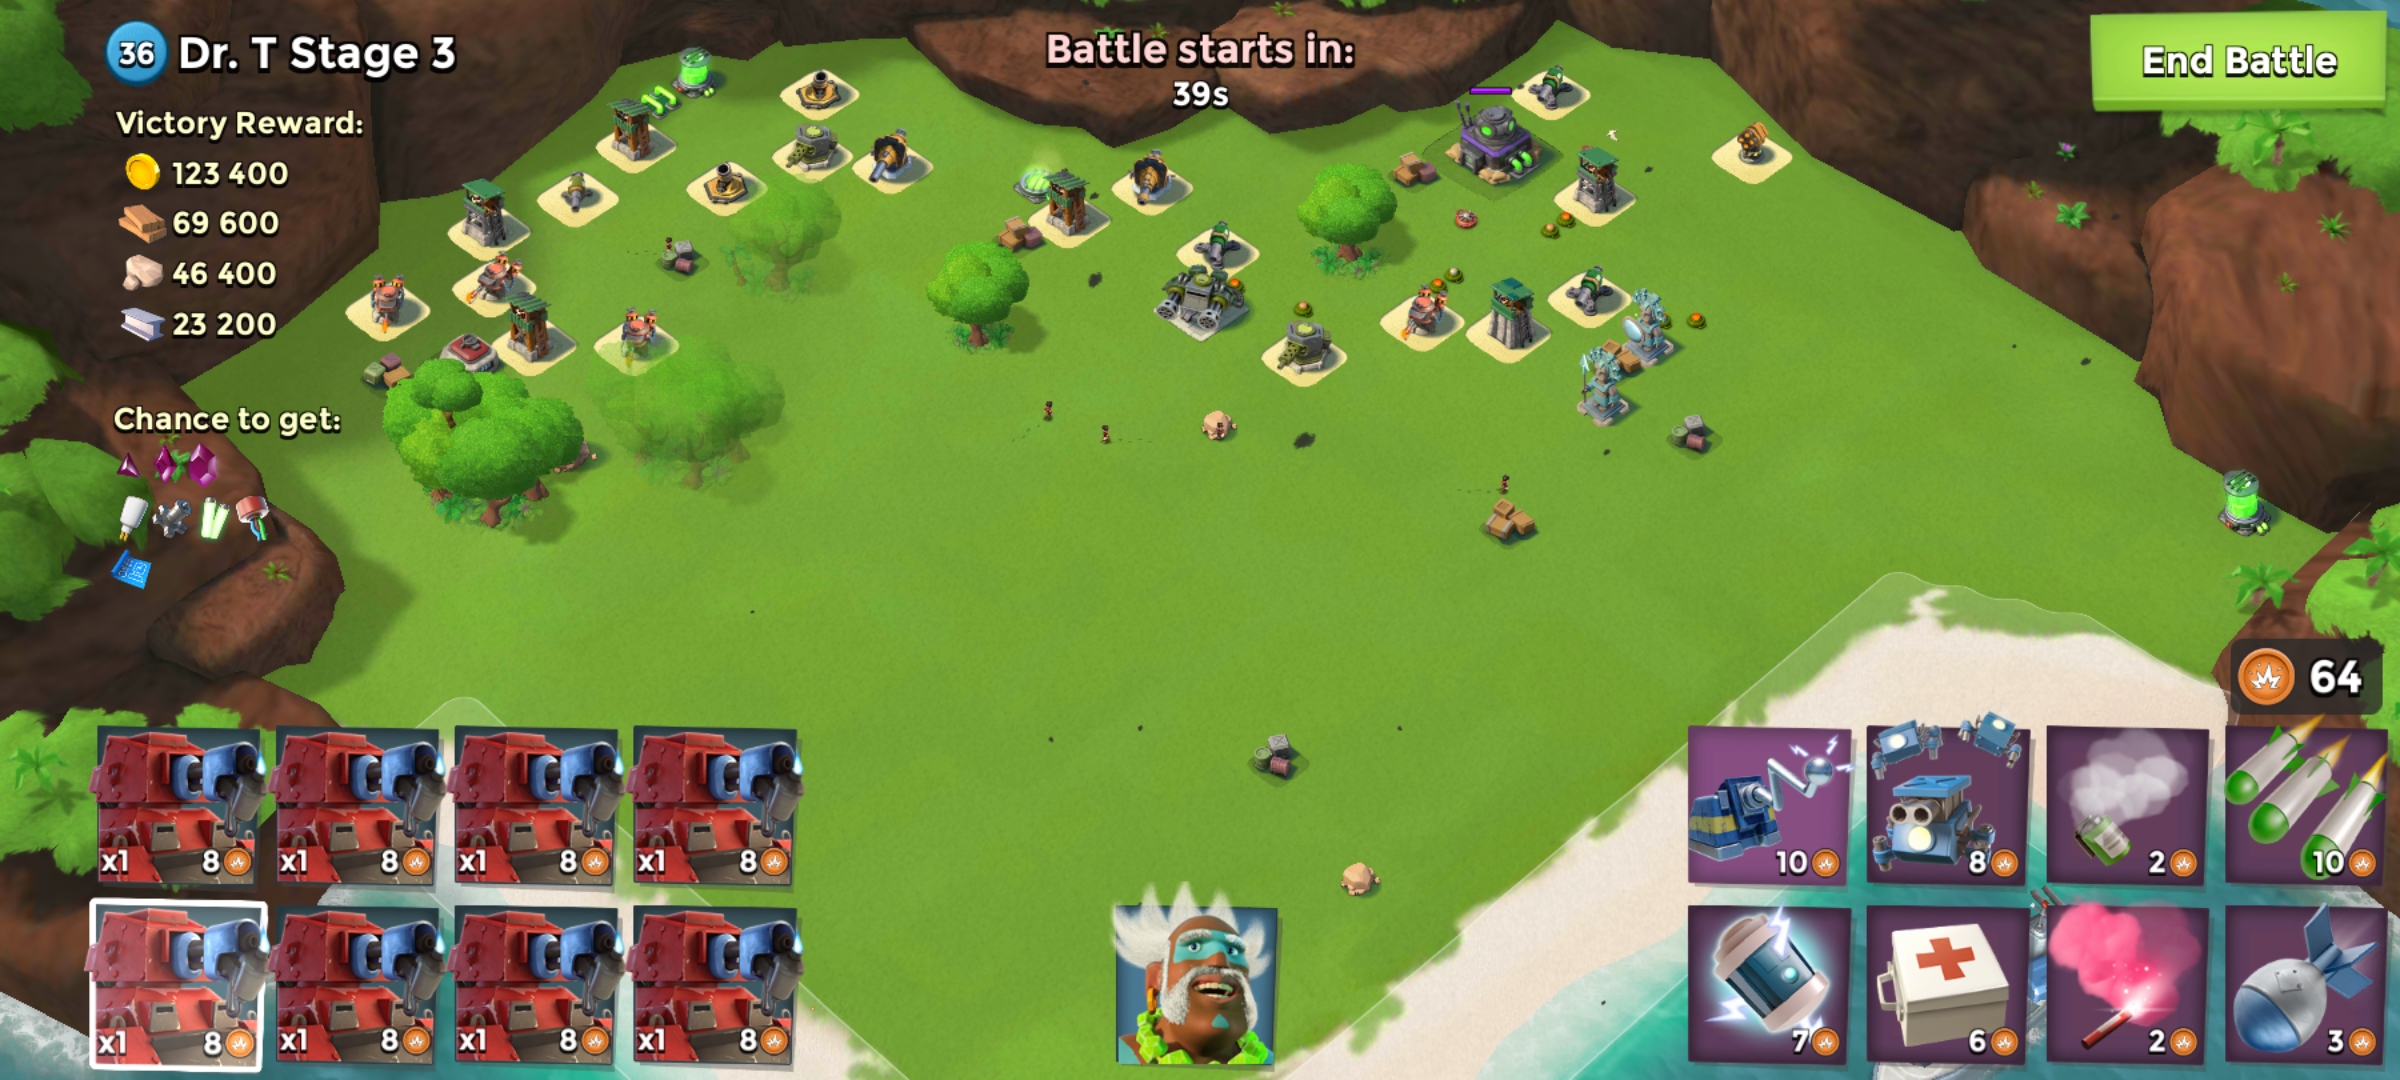 36 Dr. T Stage 3
Battle starts in:
39s
End Battle
Victory Reward:
123 400
69 600
46 400
23 200
Chance to get:
64
x1 8
x1 8
x1 8
x1 8
10
8
2
10
x1 8
x1 8
x1 8
x1 8
7
6
2
3